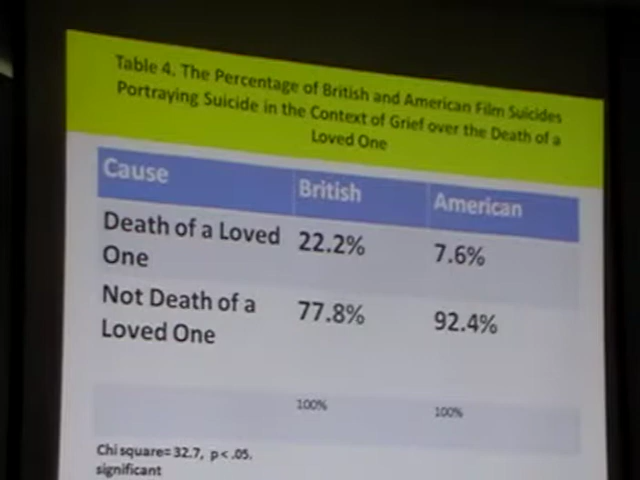 Table 4. The Percentage of British and American Film Suicides
Portraying Suicide in the Context of Grief over the Death of a
Loved One
Cause British American
Death of a Loved One 22.2% 7.6%
Not Death of a Loved One 77.8% 92.4%
100% 100%
Chi square= 32.7, p < .05.
significant